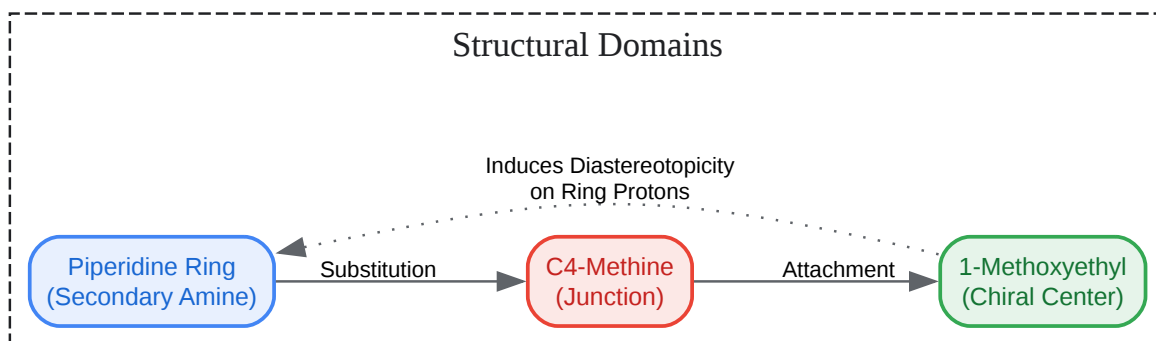 Structural Domains
Induces Diastereotopicity
on Ring Protons
Piperidine Ring
(Secondary Amine)
Substitution
C4-Methine
(Junction)
Attachment
1-Methoxyethyl
(Chiral Center)